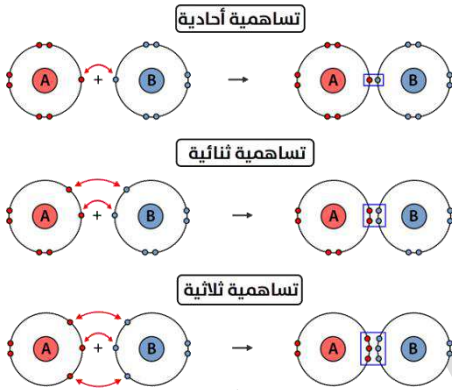 تساهمية أحادية
A + B → A B
تساهمية ثنائية
A + B → A B
تساهمية ثلاثية
A + B → A B